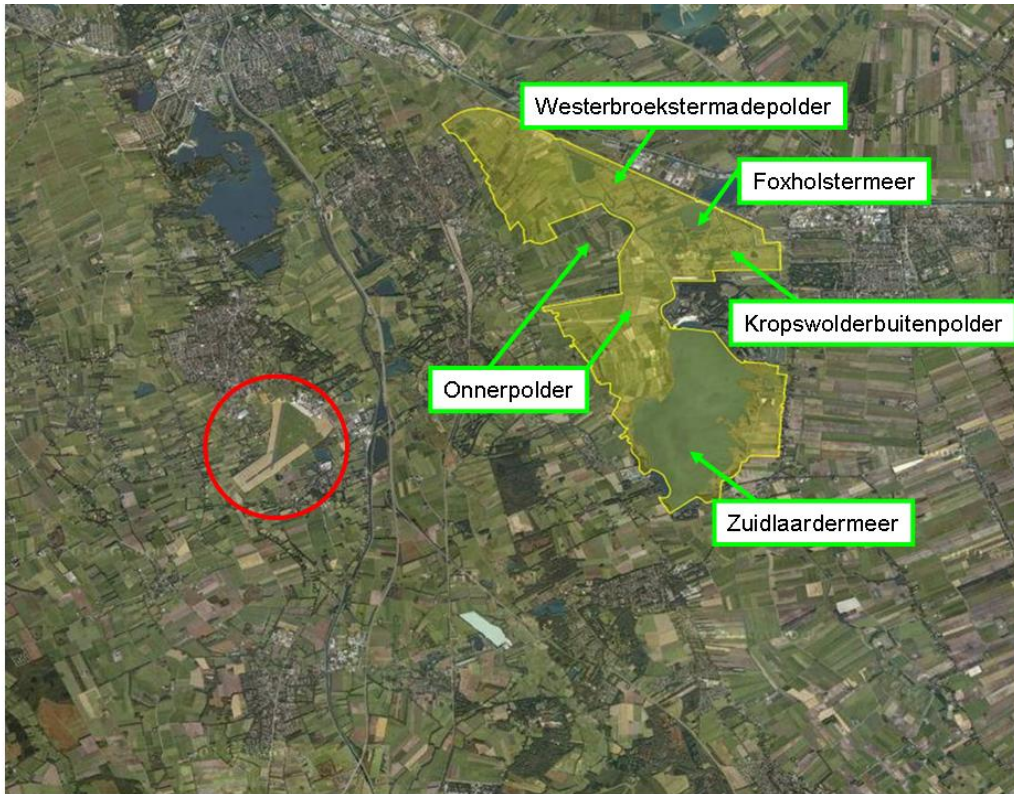 Westerbroekstermadepolder
Foxholstermeer
Kropswolderbuitenpolder
Onnerpolder
Zuidlaardermeer